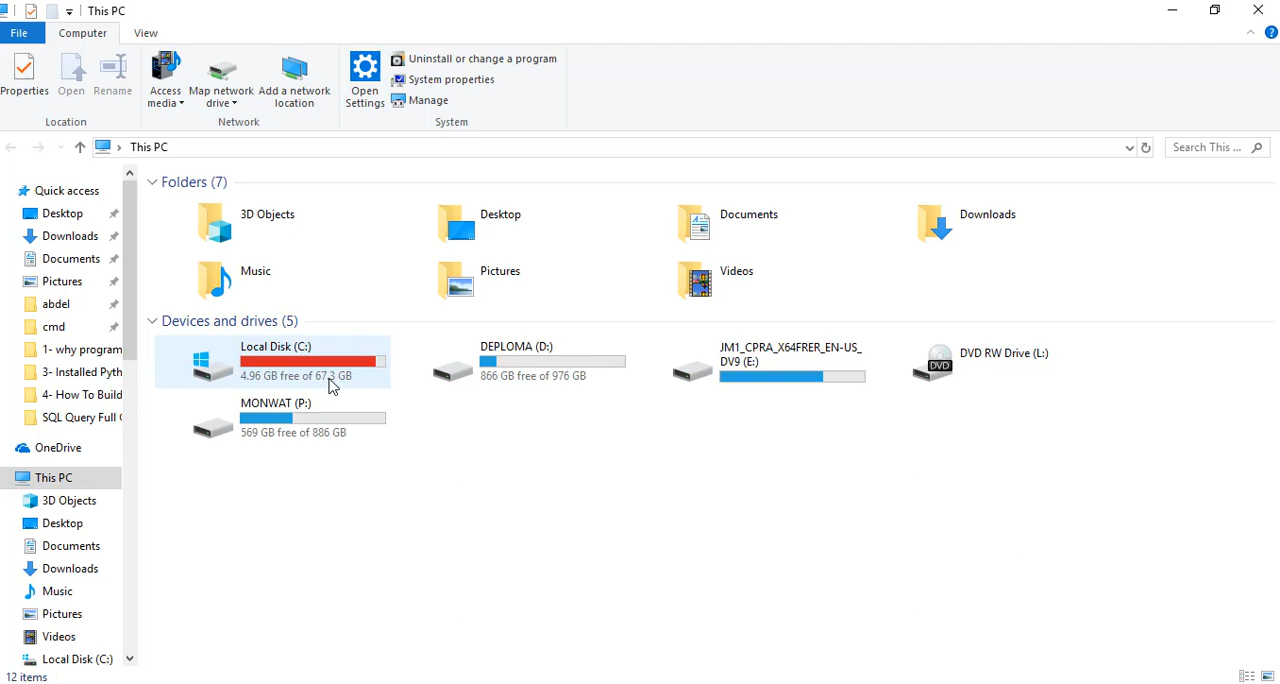 This PC
File
Computer
View
Properties
Open
Rename
Access media
Map network drive
Add a network location
Open Settings
Uninstall or change a program
System properties
Manage
Location
Network
System
This PC
Search This ...
Quick access
Desktop
Downloads
Documents
Pictures
abdel
cmd
1- why program
3- Installed Pyth
4- How To Build
SQL Query Full
OneDrive
This PC
3D Objects
Desktop
Documents
Downloads
Music
Pictures
Videos
Local Disk (C:)
Folders (7)
3D Objects
Desktop
Documents
Downloads
Music
Pictures
Videos
Devices and drives (5)
Local Disk (C:)
4.96 GB free of 67.3 GB
DEPLOMA (D:)
866 GB free of 976 GB
JM1_CPRA_X64FRER_EN-US_
DV9 (E:)
DVD RW Drive (L:)
DVD
MONWAT (P:)
569 GB free of 886 GB
12 items